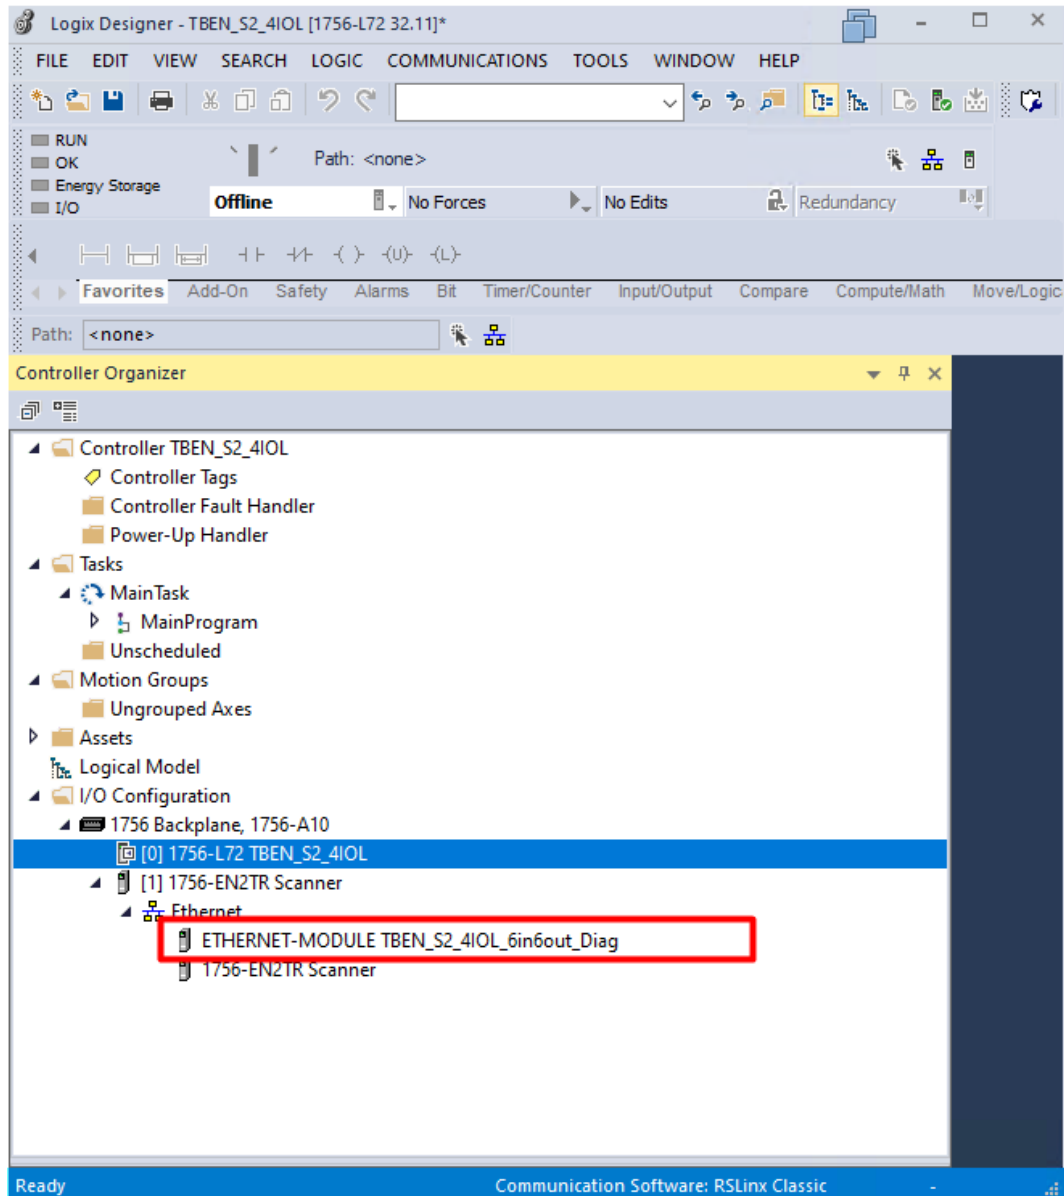 Logix Designer - TBEN_S2_4IOL [1756-L72 32.11]*
FILE EDIT VIEW SEARCH LOGIC COMMUNICATIONS TOOLS WINDOW HELP
RUN
OK
Energy Storage
I/O
Path: <none>
Offline No Forces No Edits Redundancy
Favorites Add-On Safety Alarms Bit Timer/Counter Input/Output Compare Compute/Math Move/Logic
Path: <none>
Controller Organizer
Controller TBEN_S2_4IOL
Controller Tags
Controller Fault Handler
Power-Up Handler
Tasks
MainTask
MainProgram
Unscheduled
Motion Groups
Ungrouped Axes
Assets
Logical Model
I/O Configuration
1756 Backplane, 1756-A10
[0] 1756-L72 TBEN_S2_4IOL
[1] 1756-EN2TR Scanner
Ethernet
ETHERNET-MODULE TBEN_S2_4IOL_6in6out_Diag
1756-EN2TR Scanner
Ready Communication Software: RSLinx Classic -